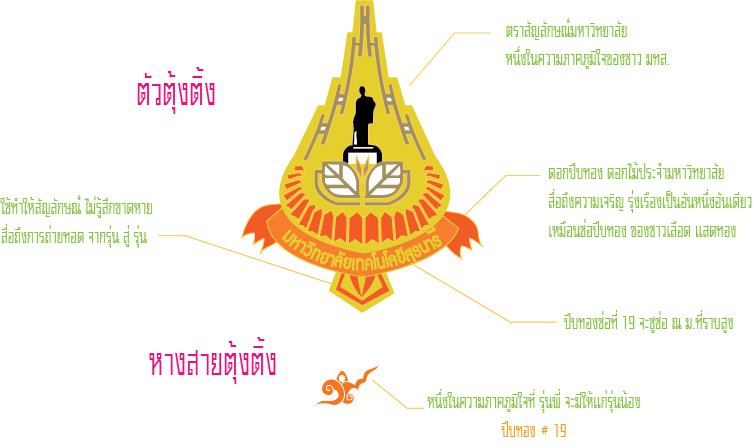 ตราสัญลักษณ์มหาวิทยาลัย
หนึ่งในความภาคภูมิใจของชาว มทส.
ตัวตุ้งติ้ง
ดอกปีบทอง ดอกไม้ประจำมหาวิทยาลัย
สื่อถึงความเจริญ รุ่งเรืองเป็นอันหนึ่งอันเดียว
เหมือนช่อปีบทอง ของชาวเลือด แสดทอง
ใช้ทำให้สัญลักษณ์ ไม่รู้สึกขาดหาย
สื่อถึงการถ่ายทอด จากรุ่น สู่ รุ่น
มหาวิทยาลัยเทคโนโลยีสุรนารี
ปีบทองช่อที่ 19 จะชูช่อ ณ ม.ที่ราบสูง
หางสายตุ้งติ้ง
หนึ่งในความภาคภูมิใจที่ รุ่นพี่ จะมีให้แก่รุ่นน้อง
ปีบทอง # 19